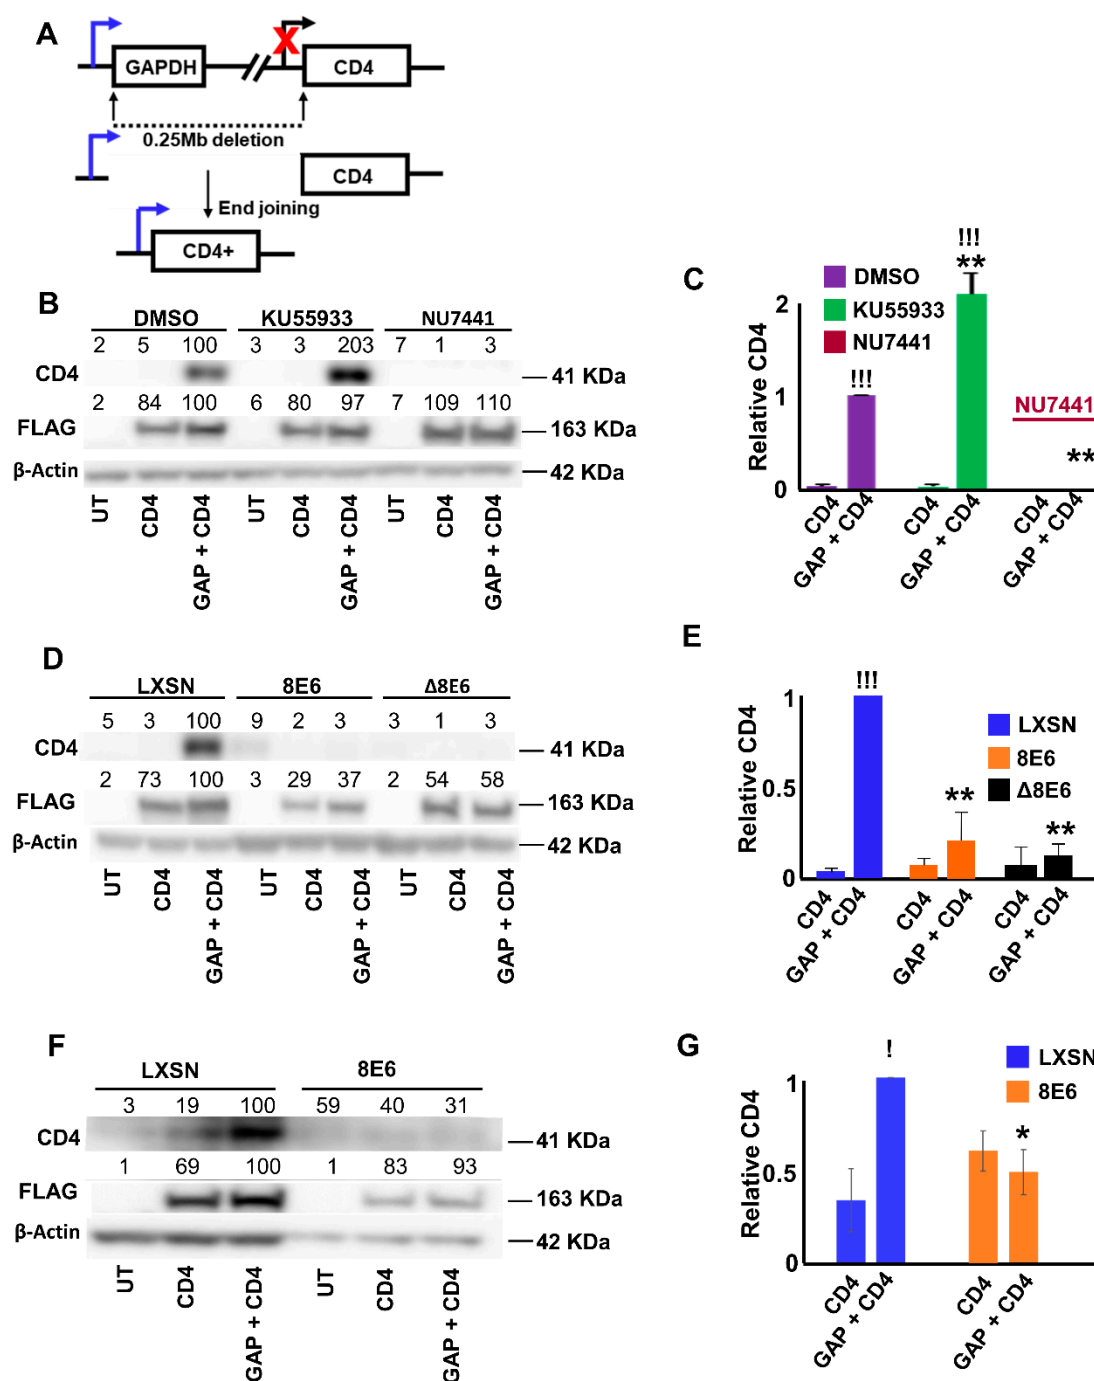 A
GAPDH
X
CD4
0.25Mb deletion
CD4
End joining
CD4+
B
DMSO KU55933 NU7441
2 5 100 3 3 203 7 1 3
CD4
41 KDa
2 84 100 6 80 97 7 109 110
FLAG
163 KDa
β-Actin
42 KDa
UT CD4 GAP + CD4 UT CD4 GAP + CD4 UT CD4 GAP + CD4
C
DMSO
KU55933
NU7441
Relative CD4
2
1
0
!!!
!!!
**
NU7441
**
CD4 GAP + CD4 CD4 GAP + CD4 CD4 GAP + CD4
D
LXSN 8E6 Δ8E6
5 3 100 9 2 3 3 1 3
CD4
41 KDa
2 73 100 3 29 37 2 54 58
FLAG
163 KDa
β-Actin
42 KDa
UT CD4 GAP + CD4 UT CD4 GAP + CD4 UT CD4 GAP + CD4
E
Relative CD4
1
0.5
0
!!!
**
**
LXSN
8E6
Δ8E6
CD4 GAP + CD4 CD4 GAP + CD4 CD4 GAP + CD4
F
LXSN 8E6
3 19 100 59 40 31
CD4
41 KDa
1 69 100 1 83 93
FLAG
163 KDa
β-Actin
42 KDa
UT CD4 GAP + CD4 UT CD4 GAP + CD4
G
Relative CD4
1
0.5
0
!
*
LXSN
8E6
CD4 GAP + CD4 CD4 GAP + CD4